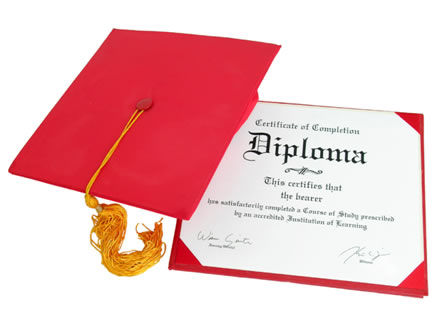 Certificate of Completion
Diploma
This certifies that
the bearer
has satisfactorily completed a Course of Study prescribed
by an accredited Institution of Learning